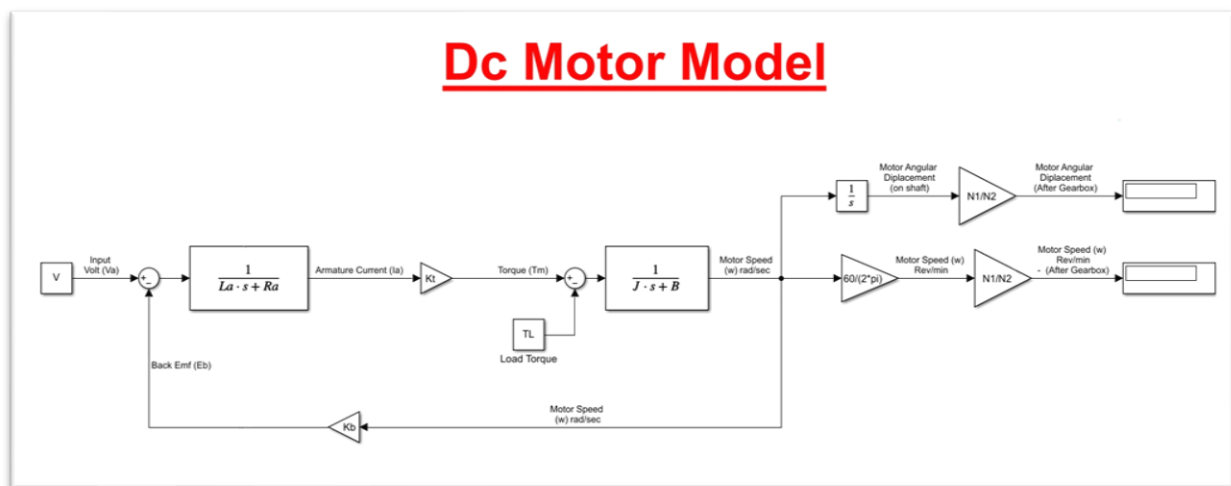 Dc Motor Model
Motor Angular
Diplacement
(on shaft)
Motor Angular
Diplacement
(After Gearbox)
1
s
N1/N2
Input
Volt (Va)
V
+
−
1
La · s + Ra
Armature Current (Ia)
Kt
Torque (Tm)
+
−
1
J · s + B
Motor Speed
(w) rad/sec
60/(2*pi)
Motor Speed (w)
Rev/min
N1/N2
Motor Speed (w)
Rev/min
- (After Gearbox)
TL
Load Torque
Back Emf (Eb)
Kb
Motor Speed
(w) rad/sec